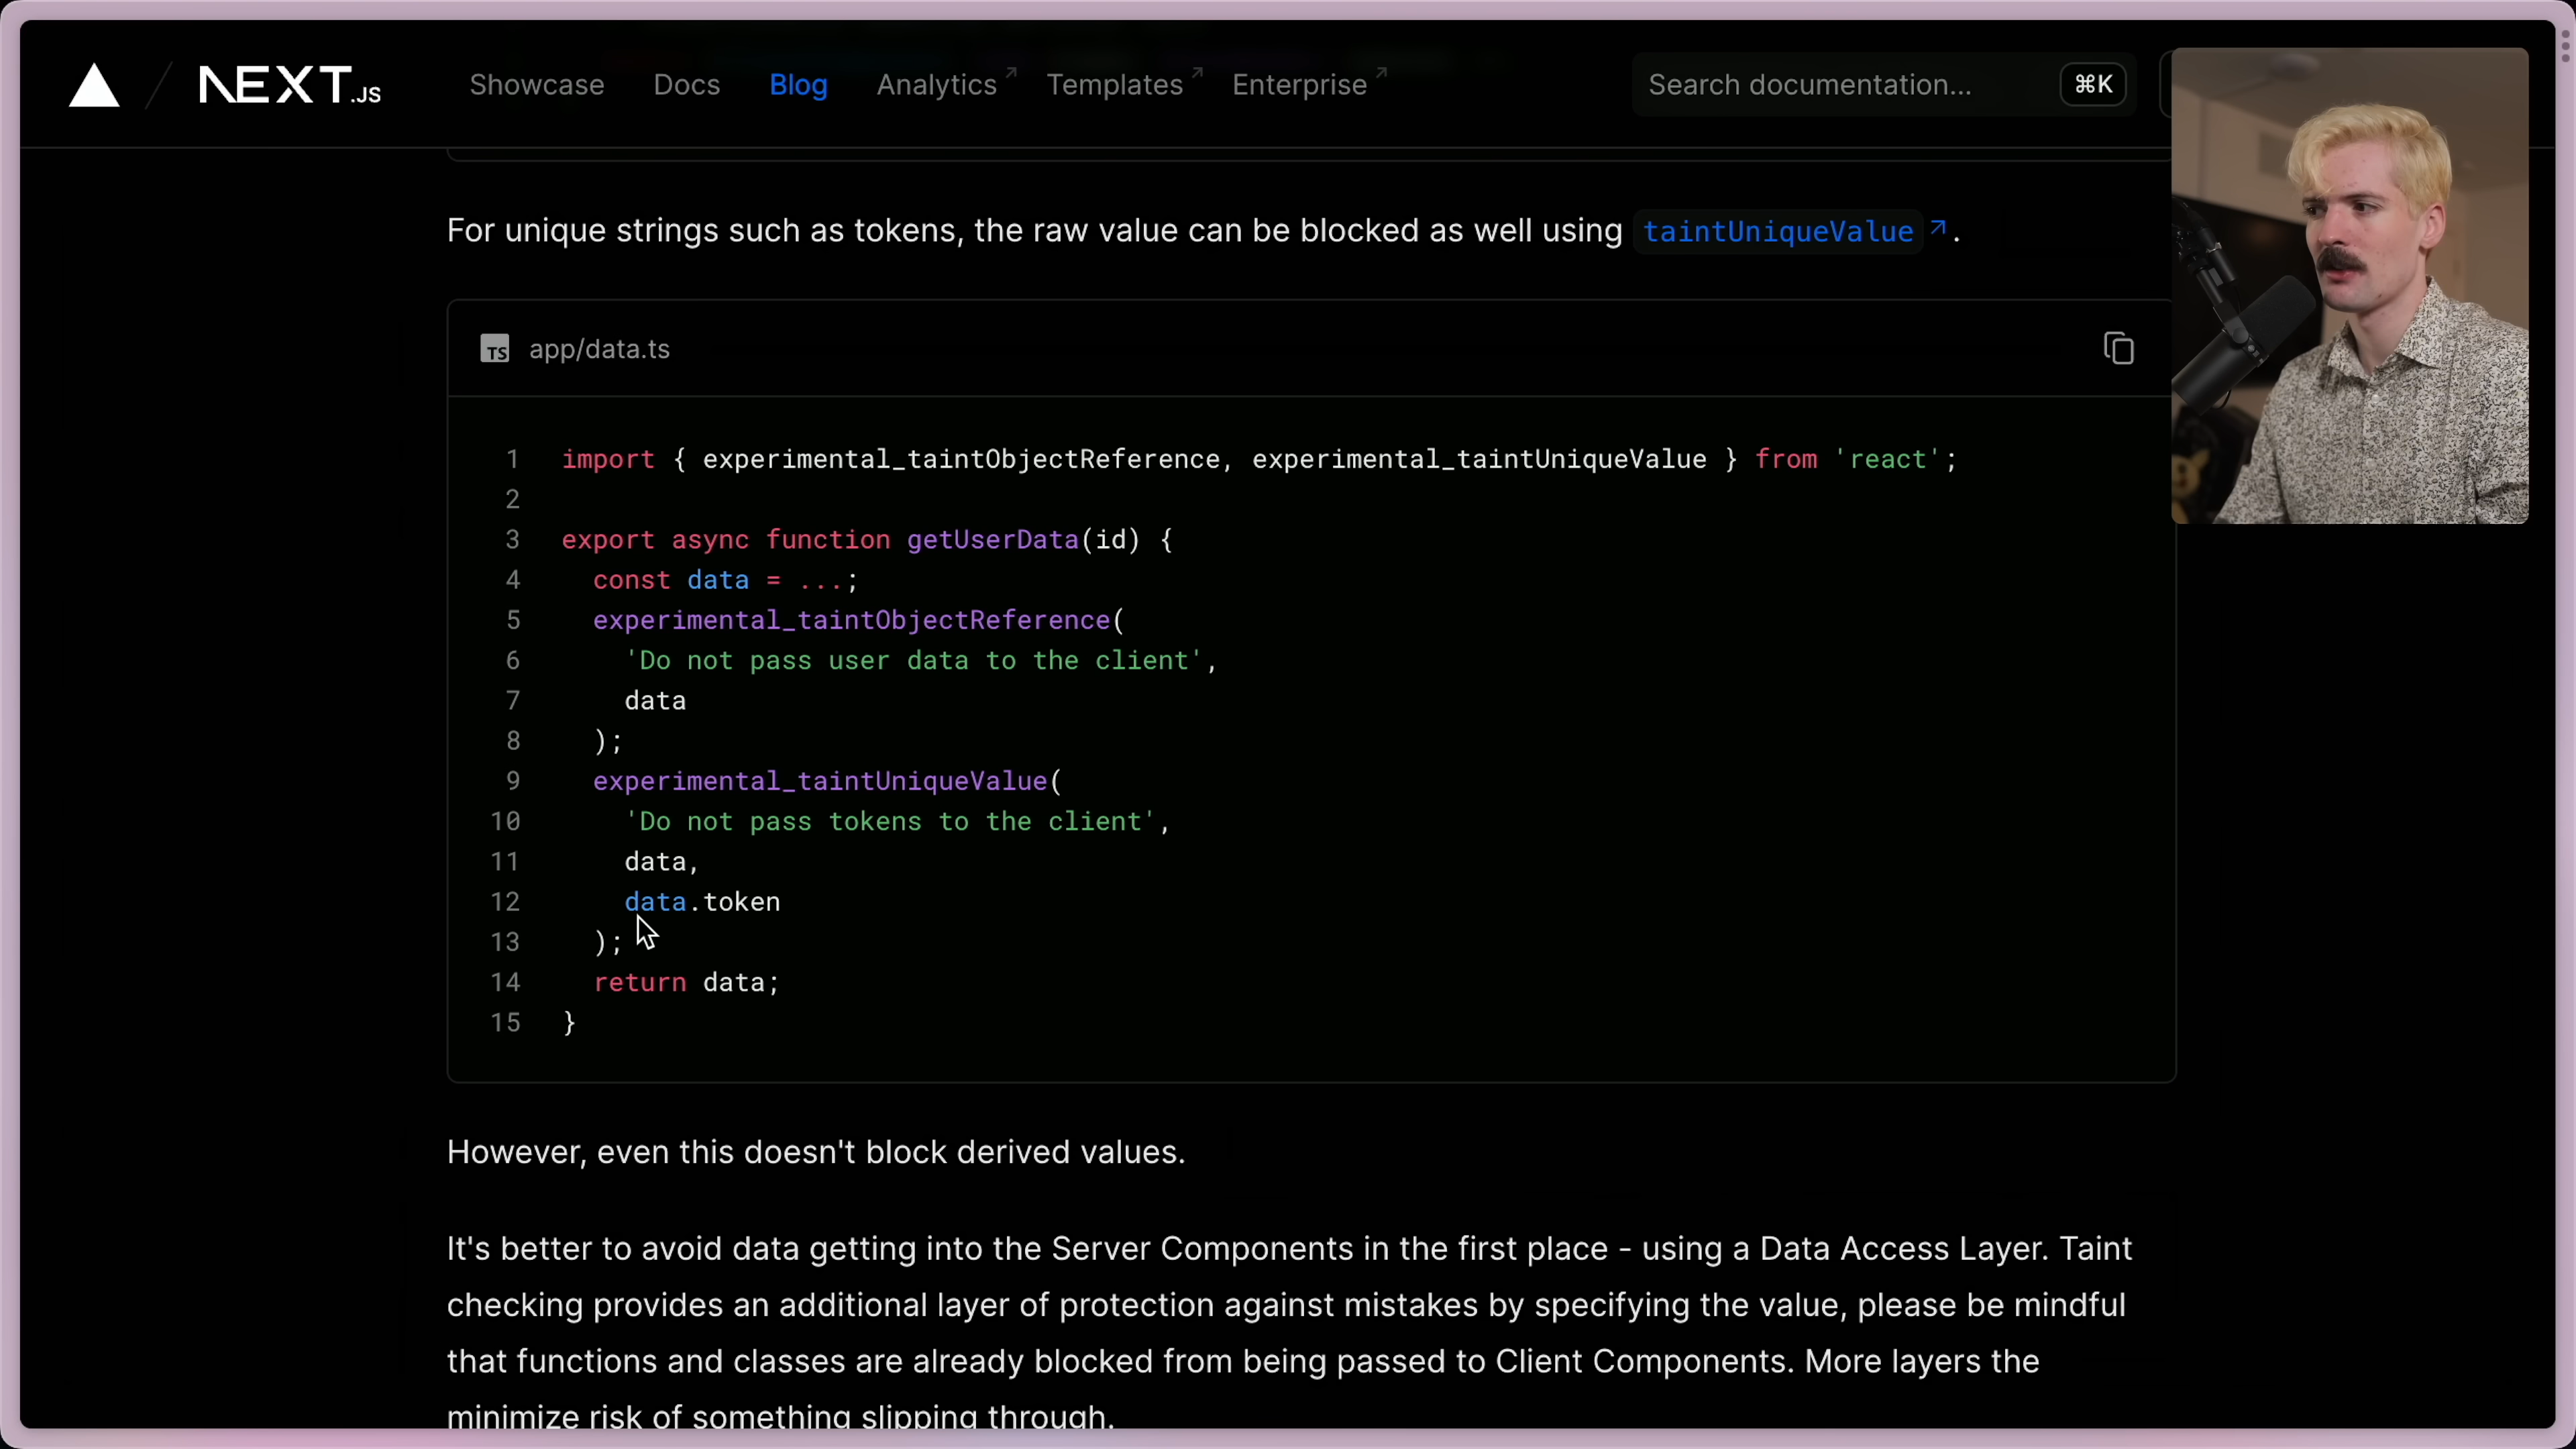 NEXT.JS
Showcase Docs Blog Analytics Templates Enterprise
Search documentation... ⌘K
For unique strings such as tokens, the raw value can be blocked as well using taintUniqueValue ↗.
TS app/data.ts
1 import { experimental_taintObjectReference, experimental_taintUniqueValue } from 'react';
2
3 export async function getUserData(id) {
4 const data = ...;
5 experimental_taintObjectReference(
6 'Do not pass user data to the client',
7 data
8 );
9 experimental_taintUniqueValue(
10 'Do not pass tokens to the client',
11 data,
12 data.token
13 );
14 return data;
15 }
However, even this doesn't block derived values.
It's better to avoid data getting into the Server Components in the first place - using a Data Access Layer. Taint
checking provides an additional layer of protection against mistakes by specifying the value, please be mindful
that functions and classes are already blocked from being passed to Client Components. More layers the
minimize risk of something slipping through.